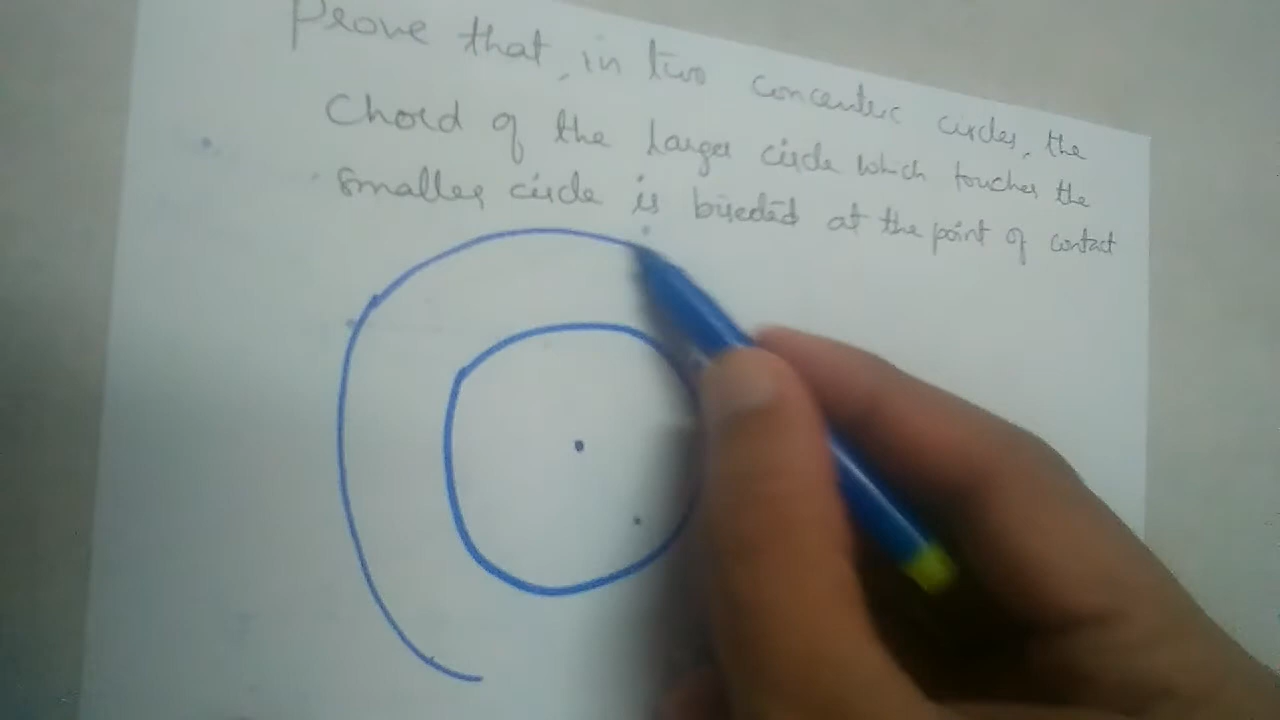 Prove that, in two concentric circles, the
Chord of the larger circle which touches the
smaller circle is bisected at the point of contact